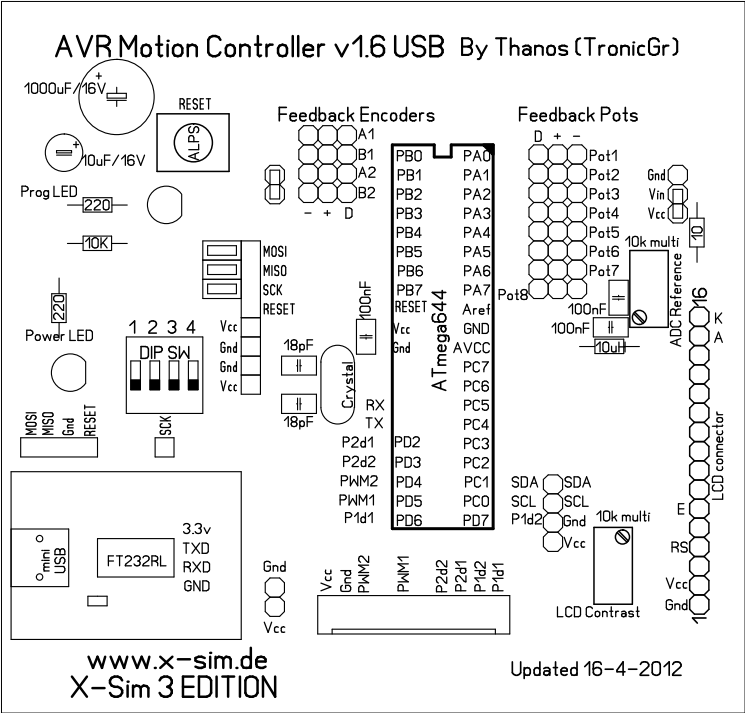 AVR Motion Controller v1.6 USB By Thanos (TronicGr)
1000uF/16V
+
10uF/16V
+
RESET
ALPS
Prog LED
220
10K
220
Power LED
Feedback Encoders
A1
B1
A2
B2
- + D
Feedback Pots
D + -
Pot1
Pot2
Pot3
Pot4
Pot5
Pot6
Pot7
Pot8
Gnd
Vin
Vcc
10
10k multi
ADC Reference
100nF
100nF
10uH
MOSI
MISO
SCK
RESET
Vcc
Gnd
Gnd
Vcc
1 2 3 4
DIP SW
100nF
18pF
18pF
Crystal
RX
TX
P2d1
P2d2
PWM2
PWM1
P1d1
PB0 PA0
PB1 PA1
PB2 PA2
PB3 PA3
PB4 PA4
PB5 PA5
PB6 PA6
PB7 PA7
RESET Aref
Vcc GND
Gnd AVCC
PC7
PC6
PC5
PC4
PD2 PC3
PD3 PC2
PD4 PC1
PD5 PC0
PD6 PD7
ATmega644
MOSI
MISO
Gnd
RESET
SCK
mini
USB
FT232RL
3.3v
TXD
RXD
GND
Gnd
Vcc
Vcc
Gnd
PWM2
PWM1
P2d2
P2d1
P1d2
P1d1
SDA SDA
SCL SCL
P1d2 Gnd
Vcc
10k multi
LCD Contrast
16
K
A
LCD connector
E
RS
Vcc
Gnd
1
www.x-sim.de
X-Sim 3 EDITION
Updated 16-4-2012